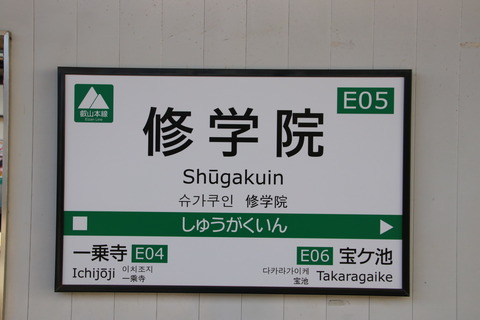 叡山本線
Eizan Line
E05
修学院
Shūgakuin
슈가쿠인 修学院
しゅうがくいん
一乗寺 E04
Ichijōji 이치조지
一乘寺
E06 宝ケ池
다카라가이케 Takaragaike
宝池